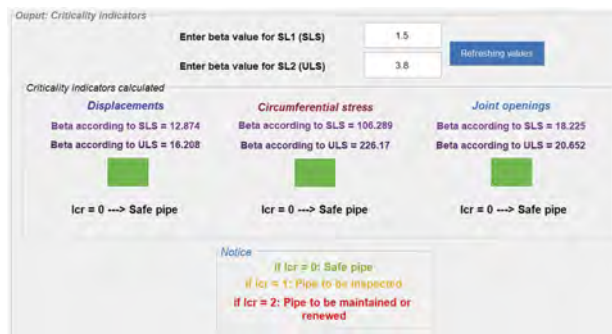 Ouput: Criticality indicators
Enter beta value for SL1 (SLS) 1.5
Refreshing values
Enter beta value for SL2 (ULS) 3.8
Criticality indicators calculated
Displacements Circumferential stress Joint openings
Beta according to SLS = 12.874 Beta according to SLS = 106.289 Beta according to SLS = 18.225
Beta according to ULS = 16.208 Beta according to ULS = 226.17 Beta according to ULS = 20.652
Icr = 0 ---> Safe pipe Icr = 0 ---> Safe pipe Icr = 0 ---> Safe pipe
Notice
if Icr = 0: Safe pipe
if Icr = 1: Pipe to be inspected
if Icr = 2: Pipe to be maintained or
renewed